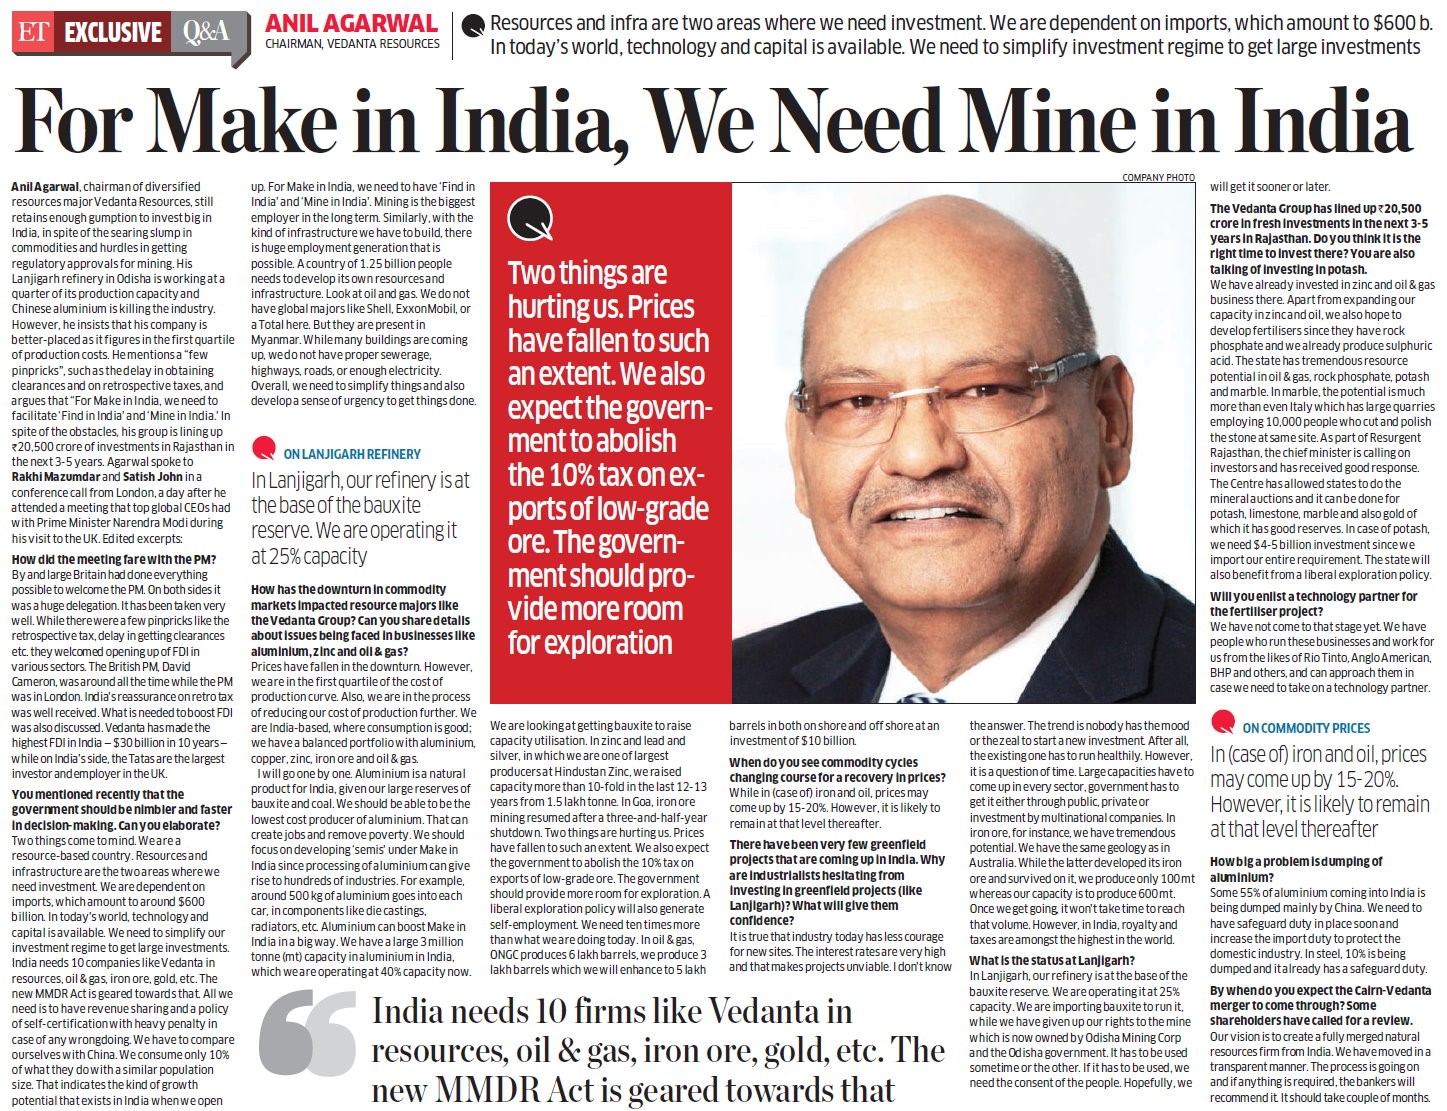 ET EXCLUSIVE Q&A
ANIL AGARWAL
CHAIRMAN, VEDANTA RESOURCES
Resources and infra are two areas where we need investment. We are dependent on imports, which amount to $600 b.
In today's world, technology and capital is available. We need to simplify investment regime to get large investments
For Make in India, We Need Mine in India
Anil Agarwal, chairman of diversified
resources major Vedanta Resources, still
retains enough gumption to invest big in
India, in spite of the searing slump in
commodities and hurdles in getting
regulatory approvals for mining. His
Lanjigarh refinery in Odisha is working at a
quarter of its production capacity and
Chinese aluminium is killing the industry.
However, he insists that his company is
better-placed as it figures in the first quartile
of production costs. He mentions a "few
pinpricks", such as the delay in obtaining
clearances and on retrospective taxes, and
argues that "For Make in India, we need to
facilitate 'Find in India' and 'Mine in India.' In
spite of the obstacles, his group is lining up
₹20,500 crore of investments in Rajasthan in
the next 3-5 years. Agarwal spoke to
Rakhi Mazumdar and Satish John in a
conference call from London, a day after he
attended a meeting that top global CEOs had
with Prime Minister Narendra Modi during
his visit to the UK. Edited excerpts:
How did the meeting fare with the PM?
By and large Britain had done everything
possible to welcome the PM. On both sides it
was a huge delegation. It has been taken very
well. While there were a few pinpricks like the
retrospective tax, delay in getting clearances
etc. they welcomed opening up of FDI in
various sectors. The British PM, David
Cameron, was around all the time while the PM
was in London. India's reassurance on retro tax
was well received. What is needed to boost FDI
was also discussed. Vedanta has made the
highest FDI in India – $30 billion in 10 years –
while on India's side, the Tatas are the largest
investor and employer in the UK.
You mentioned recently that the
government should be nimbler and faster
in decision-making. Can you elaborate?
Two things come to mind. We are a
resource-based country. Resources and
infrastructure are the two areas where we
need investment. We are dependent on
imports, which amount to around $600
billion. In today's world, technology and
capital is available. We need to simplify our
investment regime to get large investments.
India needs 10 companies like Vedanta in
resources, oil & gas, iron ore, gold, etc. The
new MMDR Act is geared towards that. All we
need is to have revenue sharing and a policy
of self-certification with heavy penalty in
case of any wrongdoing. We have to compare
ourselves with China. We consume only 10%
of what they do with a similar population
size. That indicates the kind of growth
potential that exists in India when we open
up. For Make in India, we need to have 'Find in
India' and 'Mine in India'. Mining is the biggest
employer in the long term. Similarly, with the
kind of infrastructure we have to build, there
is huge employment generation that is
possible. A country of 1.25 billion people
needs to develop its own resources and
infrastructure. Look at oil and gas. We do not
have global majors like Shell, ExxonMobil, or
a Total here. But they are present in
Myanmar. While many buildings are coming
up, we do not have proper sewerage,
highways, roads, or enough electricity.
Overall, we need to simplify things and also
develop a sense of urgency to get things done.
ON LANJIGARH REFINERY
In Lanjigarh, our refinery is at
the base of the bauxite
reserve. We are operating it
at 25% capacity
How has the downturn in commodity
markets impacted resource majors like
the Vedanta Group? Can you share details
about issues being faced in businesses like
aluminium, zinc and oil & gas?
Prices have fallen in the downturn. However,
we are in the first quartile of the cost of
production curve. Also, we are in the process
of reducing our cost of production further. We
are India-based, where consumption is good;
we have a balanced portfolio with aluminium,
copper, zinc, iron ore and oil & gas.
I will go one by one. Aluminium is a natural
product for India, given our large reserves of
bauxite and coal. We should be able to be the
lowest cost producer of aluminium. That can
create jobs and remove poverty. We should
focus on developing 'semis' under Make in
India since processing of aluminium can give
rise to hundreds of industries. For example,
around 500 kg of aluminium goes into each
car, in components like die castings,
radiators, etc. Aluminium can boost Make in
India in a big way. We have a large 3 million
tonne (mt) capacity in aluminium in India,
which we are operating at 40% capacity now.
COMPANY PHOTO
Two things are
hurting us. Prices
have fallen to such
an extent. We also
expect the govern-
ment to abolish
the 10% tax on ex-
ports of low-grade
ore. The govern-
ment should pro-
vide more room
for exploration
We are looking at getting bauxite to raise
capacity utilisation. In zinc and lead and
silver, in which we are one of largest
producers at Hindustan Zinc, we raised
capacity more than 10-fold in the last 12-13
years from 1.5 lakh tonne. In Goa, iron ore
mining resumed after a three-and-half-year
shutdown. Two things are hurting us. Prices
have fallen to such an extent. We also expect
the government to abolish the 10% tax on
exports of low-grade ore. The government
should provide more room for exploration. A
liberal exploration policy will also generate
self-employment. We need ten times more
than what we are doing today. In oil & gas,
ONGC produces 6 lakh barrels, we produce 3
lakh barrels which we will enhance to 5 lakh
barrels in both on shore and off shore at an
investment of $10 billion.
When do you see commodity cycles
changing course for a recovery in prices?
While in (case of) iron and oil, prices may
come up by 15-20%. However, it is likely to
remain at that level thereafter.
There have been very few greenfield
projects that are coming up in India. Why
are industrialists hesitating from
investing in greenfield projects (like
Lanjigarh)? What will give them
confidence?
It is true that industry today has less courage
for new sites. The interest rates are very high
and that makes projects unviable. I don't know
the answer. The trend is nobody has the mood
or the zeal to start a new investment. After all,
the existing one has to run healthily. However,
it is a question of time. Large capacities have to
come up in every sector, government has to
get it either through public, private or
investment by multinational companies. In
iron ore, for instance, we have tremendous
potential. We have the same geology as in
Australia. While the latter developed its iron
ore and survived on it, we produce only 100 mt
whereas our capacity is to produce 600 mt.
Once we get going, it won't take time to reach
that volume. However, in India, royalty and
taxes are amongst the highest in the world.
What is the status at Lanjigarh?
In Lanjigarh, our refinery is at the base of the
bauxite reserve. We are operating it at 25%
capacity. We are importing bauxite to run it,
while we have given up our rights to the mine
which is now owned by Odisha Mining Corp
and the Odisha government. It has to be used
sometime or the other. If it has to be used, we
need the consent of the people. Hopefully, we
India needs 10 firms like Vedanta in
resources, oil & gas, iron ore, gold, etc. The
new MMDR Act is geared towards that
will get it sooner or later.
The Vedanta Group has lined up ₹20,500
crore in fresh investments in the next 3-5
years in Rajasthan. Do you think it is the
right time to invest there? You are also
talking of investing in potash.
We have already invested in zinc and oil & gas
business there. Apart from expanding our
capacity in zinc and oil, we also hope to
develop fertilisers since they have rock
phosphate and we already produce sulphuric
acid. The state has tremendous resource
potential in oil & gas, rock phosphate, potash
and marble. In marble, the potential is much
more than even Italy which has large quarries
employing 10,000 people who cut and polish
the stone at same site. As part of Resurgent
Rajasthan, the chief minister is calling on
investors and has received good response.
The Centre has allowed states to do the
mineral auctions and it can be done for
potash, limestone, marble and also gold of
which it has good reserves. In case of potash,
we need $4-5 billion investment since we
import our entire requirement. The state will
also benefit from a liberal exploration policy.
Will you enlist a technology partner for
the fertiliser project?
We have not come to that stage yet. We have
people who run these businesses and work for
us from the likes of Rio Tinto, Anglo American,
BHP and others, and can approach them in
case we need to take on a technology partner.
ON COMMODITY PRICES
In (case of) iron and oil, prices
may come up by 15-20%.
However, it is likely to remain
at that level thereafter
How big a problem is dumping of
aluminium?
Some 55% of aluminium coming into India is
being dumped mainly by China. We need to
have safeguard duty in place soon and
increase the import duty to protect the
domestic industry. In steel, 10% is being
dumped and it already has a safeguard duty.
By when do you expect the Cairn-Vedanta
merger to come through? Some
shareholders have called for a review.
Our vision is to create a fully merged natural
resources firm from India. We have moved in a
transparent manner. The process is going on
and if anything is required, the bankers will
recommend it. It should take couple of months.